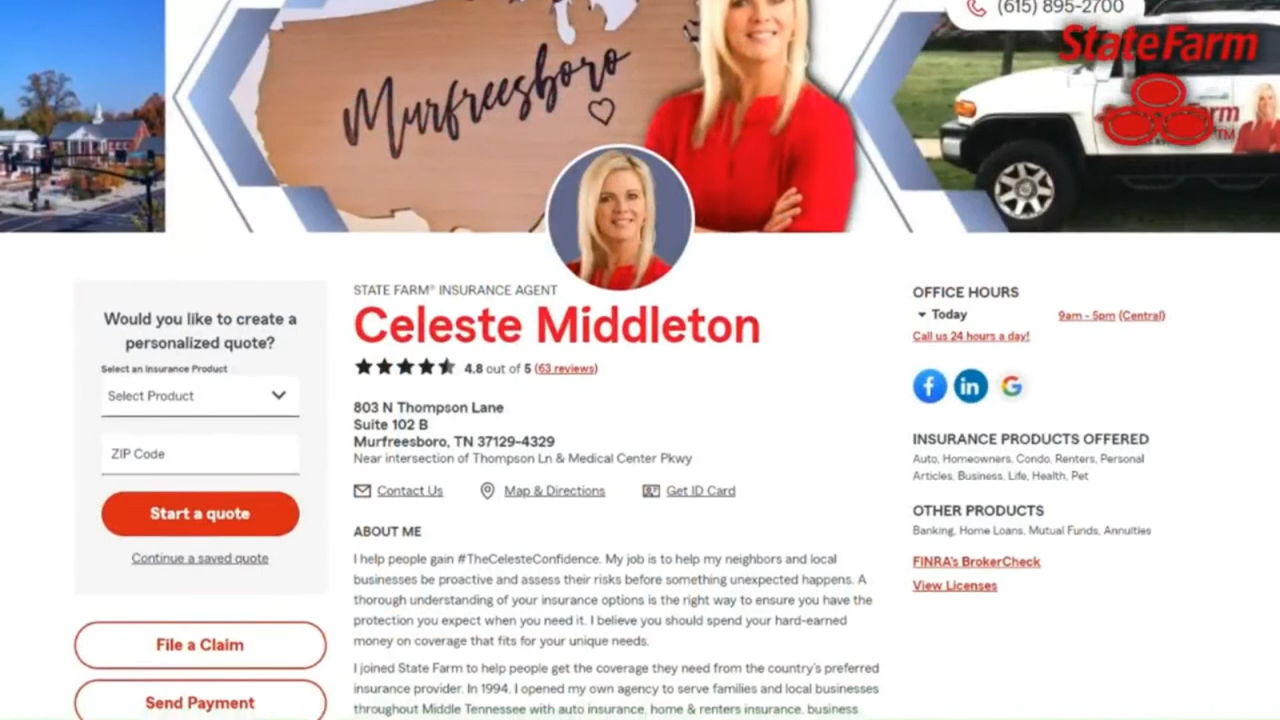 (615) 895-2700
StateFarm
Murfreesboro
TM
STATE FARM® INSURANCE AGENT
Celeste Middleton
4.8 out of 5 (63 reviews)
803 N Thompson Lane
Suite 102 B
Murfreesboro, TN 37129-4329
Near intersection of Thompson Ln & Medical Center Pkwy
Contact Us
Map & Directions
Get ID Card
ABOUT ME
I help people gain #TheCelesteConfidence. My job is to help my neighbors and local
businesses be proactive and assess their risks before something unexpected happens. A
thorough understanding of your insurance options is the right way to ensure you have the
protection you expect when you need it. I believe you should spend your hard-earned
money on coverage that fits for your unique needs.
I joined State Farm to help people get the coverage they need from the country's preferred
insurance provider. In 1994, I opened my own agency to serve families and local businesses
throughout Middle Tennessee with auto insurance, home & renters insurance, business
Would you like to create a
personalized quote?
Select an Insurance Product
Select Product
ZIP Code
Start a quote
Continue a saved quote
File a Claim
Send Payment
OFFICE HOURS
Today
9am - 5pm (Central)
Call us 24 hours a day!
INSURANCE PRODUCTS OFFERED
Auto, Homeowners, Condo, Renters, Personal
Articles, Business, Life, Health, Pet
OTHER PRODUCTS
Banking, Home Loans, Mutual Funds, Annuities
FINRA's BrokerCheck
View Licenses